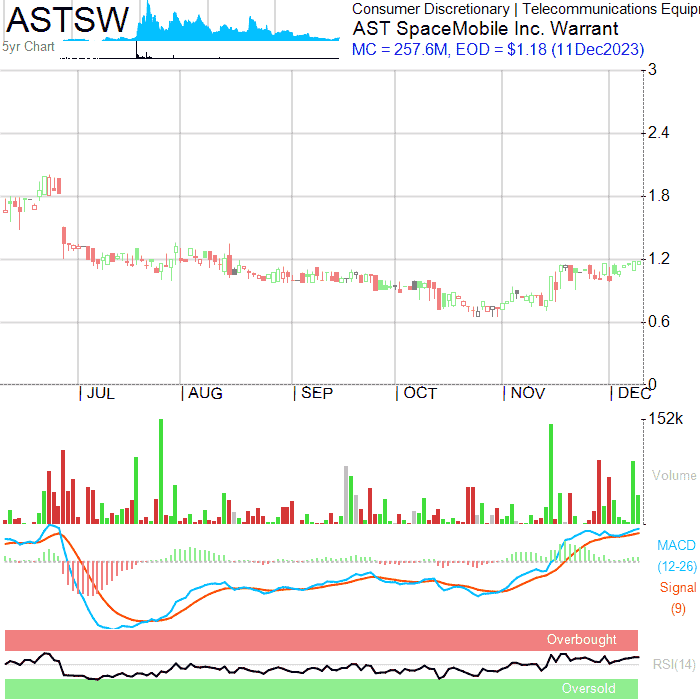 ASTSW
5yr Chart
Consumer Discretionary | Telecommunications Equip
AST SpaceMobile Inc. Warrant
MC = 257.6M, EOD = $1.18 (11Dec2023)
3
2.4
1.8
1.2
0.6
0
| JUL | AUG | SEP | OCT | NOV | DEC
152k
Volume
MACD
(12-26)
Signal
(9)
Overbought
RSI(14)
Oversold